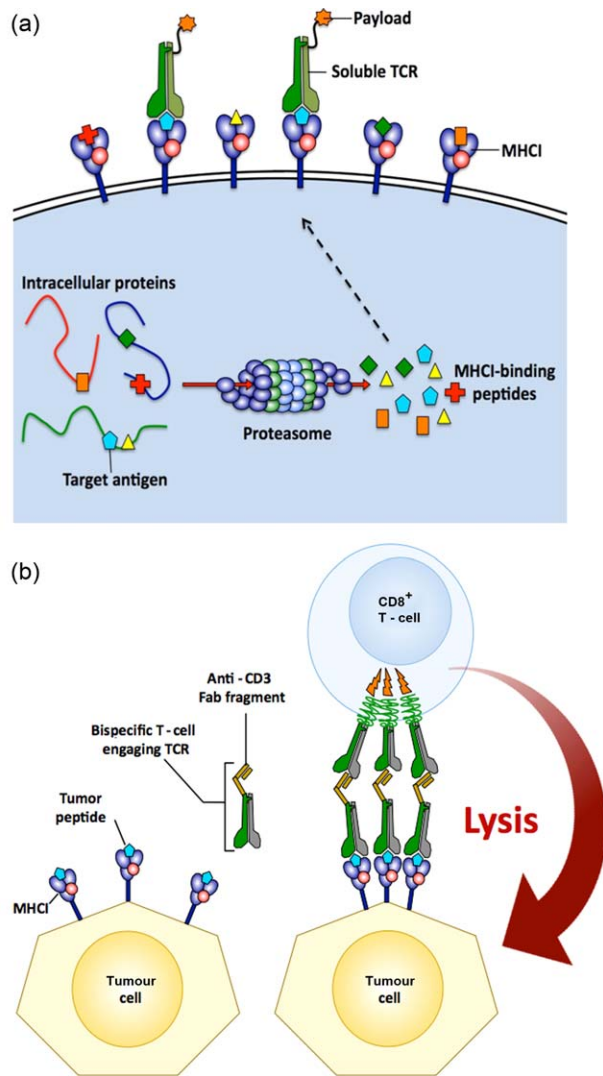 (a)
Payload
Soluble TCR
MHCI
Intracellular proteins
Proteasome
MHCI-binding
peptides
Target antigen
(b)
CD8+
T - cell
Anti - CD3
Fab fragment
Bispecific T - cell
engaging TCR
Tumor
peptide
Lysis
MHCI
Tumour
cell
Tumour
cell